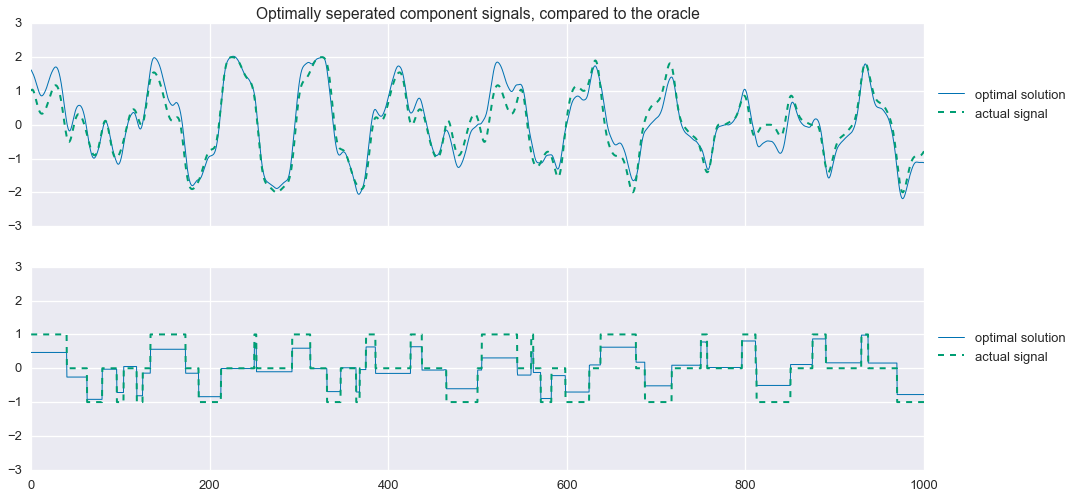 Optimally seperated component signals, compared to the oracle
3
2
1
0
−1
−2
−3
optimal solution
actual signal
3
2
1
0
−1
−2
−3
optimal solution
actual signal
0 200 400 600 800 1000